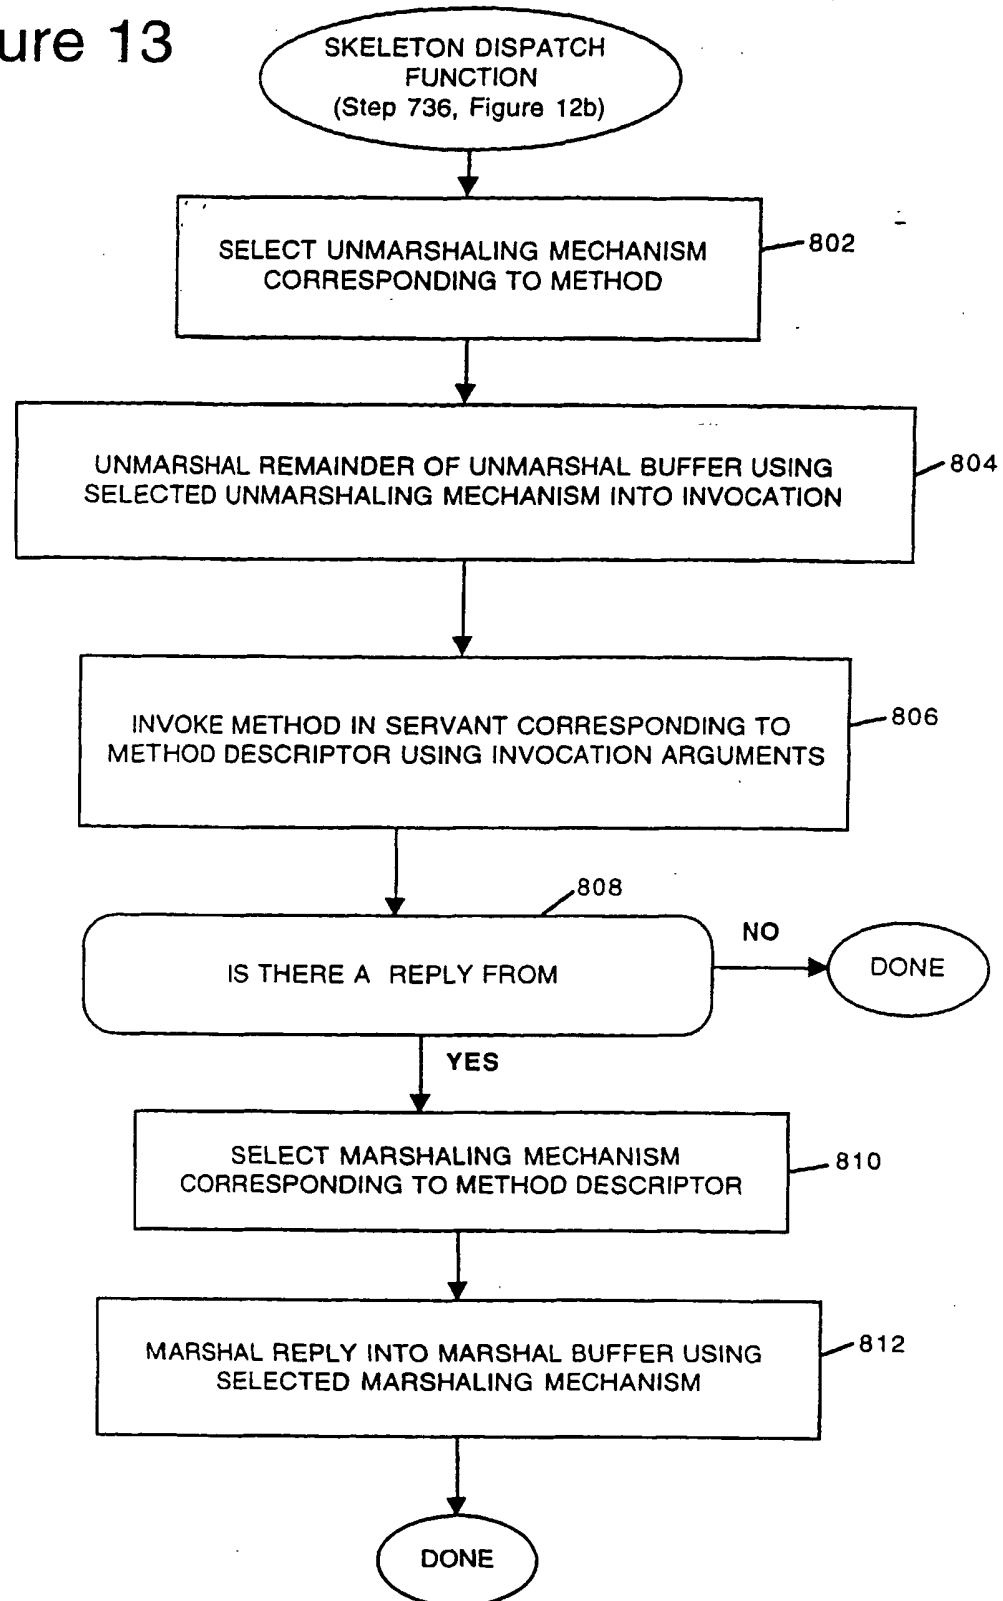 ure 13
SKELETON DISPATCH
FUNCTION
(Step 736, Figure 12b)
SELECT UNMARSHALING MECHANISM
CORRESPONDING TO METHOD
802
UNMARSHAL REMAINDER OF UNMARSHAL BUFFER USING
SELECTED UNMARSHALING MECHANISM INTO INVOCATION
804
INVOKE METHOD IN SERVANT CORRESPONDING TO
METHOD DESCRIPTOR USING INVOCATION ARGUMENTS
806
808
IS THERE A REPLY FROM
NO
DONE
YES
SELECT MARSHALING MECHANISM
CORRESPONDING TO METHOD DESCRIPTOR
810
MARSHAL REPLY INTO MARSHAL BUFFER USING
SELECTED MARSHALING MECHANISM
812
DONE